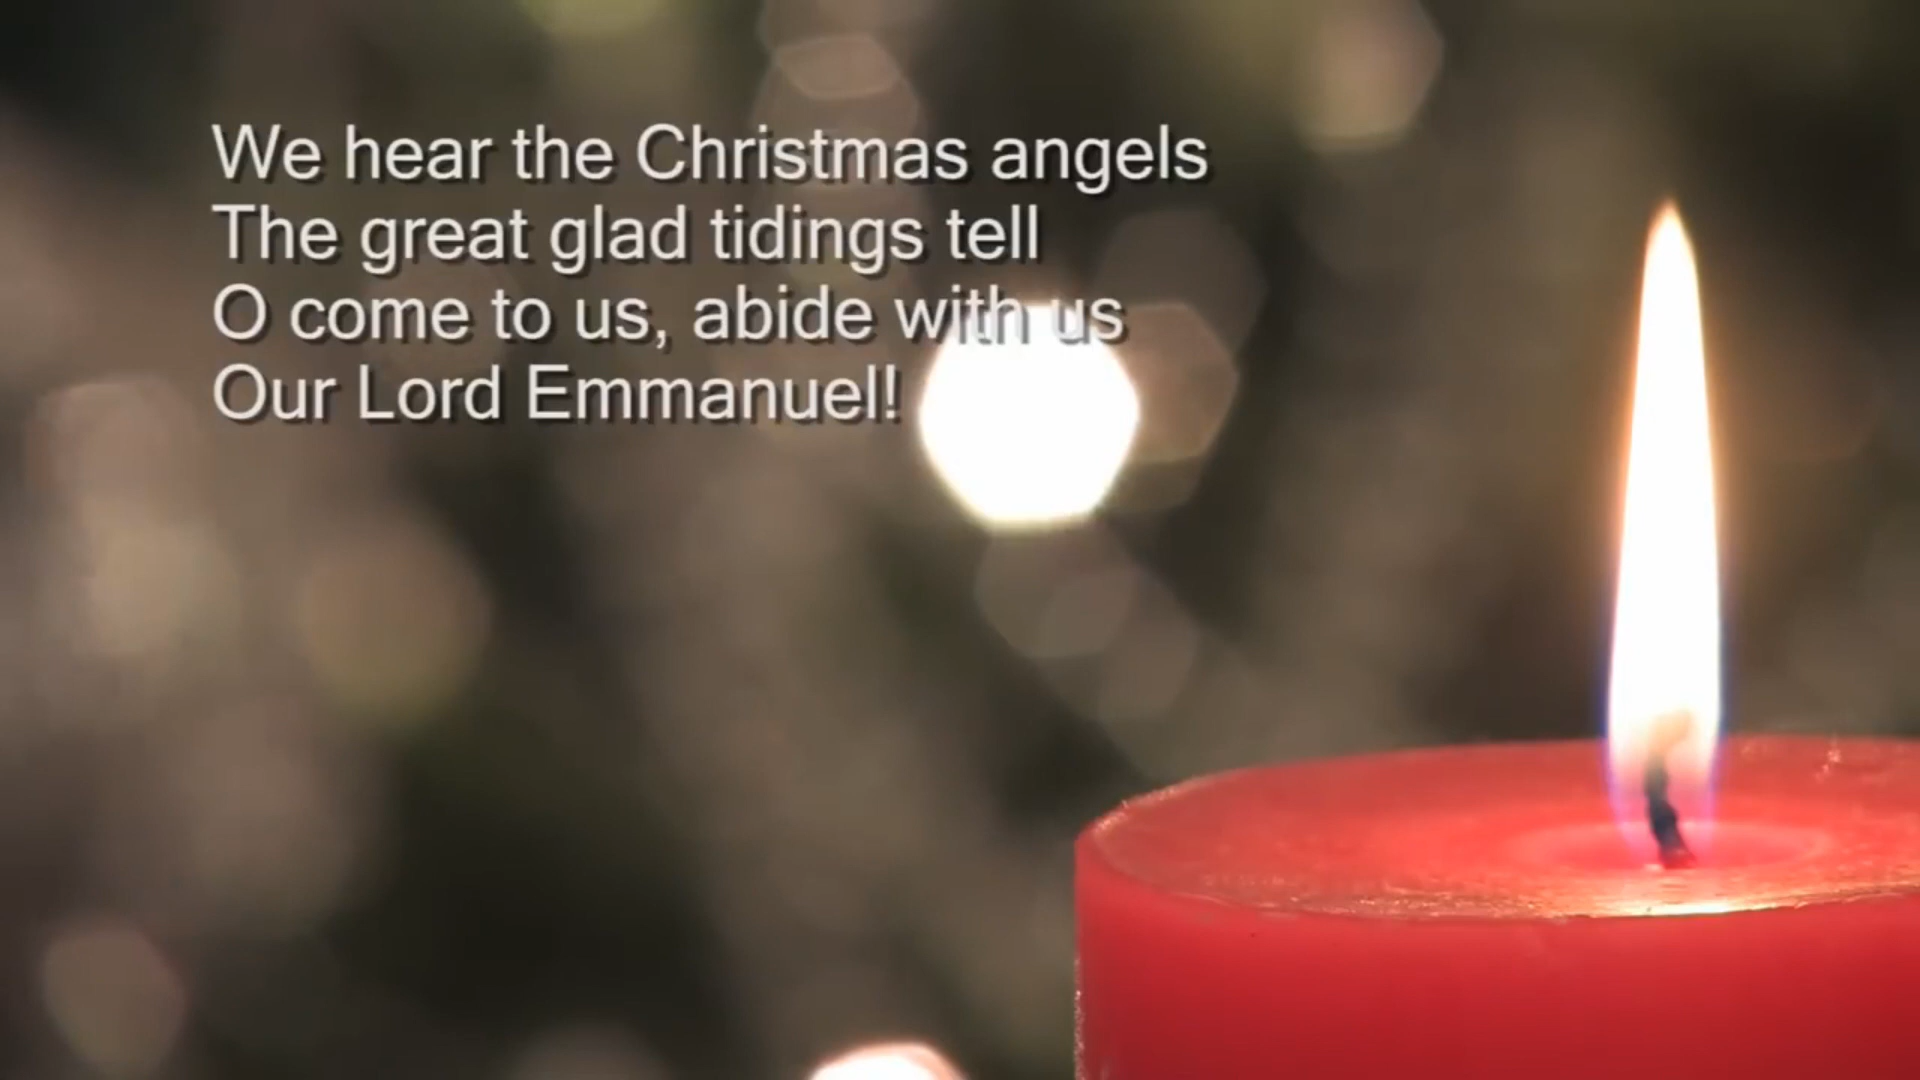 We hear the Christmas angels
The great glad tidings tell
O come to us, abide with us
Our Lord Emmanuel!